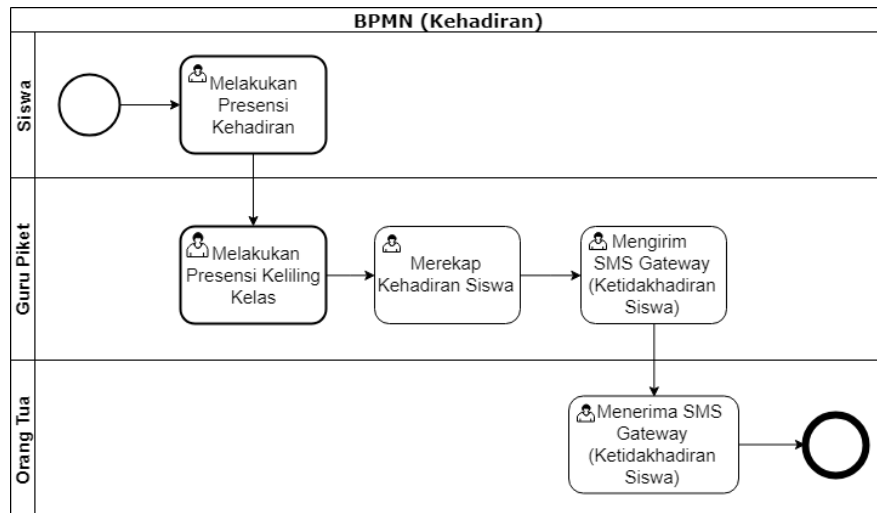 BPMN (Kehadiran)
Siswa
Melakukan
Presensi
Kehadiran
Guru Piket
Melakukan
Presensi Keliling
Kelas
Merekap
Kehadiran Siswa
Mengirim
SMS Gateway
(Ketidakhadiran
Siswa)
Orang Tua
Menerima SMS
Gateway
(Ketidakhadiran
Siswa)